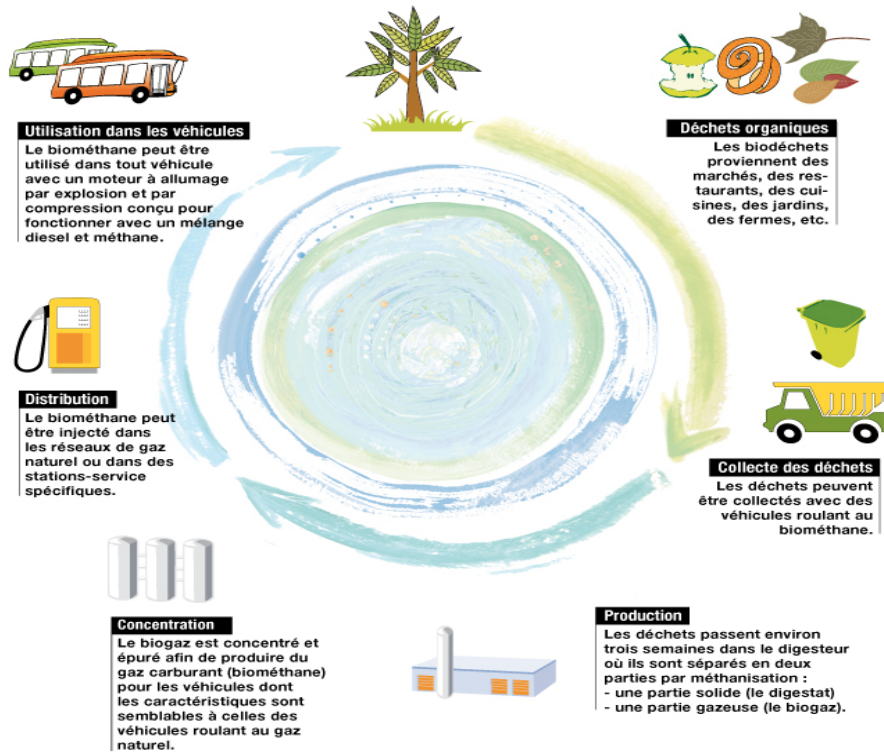 Utilisation dans les véhicules
Le biométhane peut être
utilisé dans tout véhicule
avec un moteur à allumage
par explosion et par
compression conçu pour
fonctionner avec un mélange
diesel et méthane.
Déchets organiques
Les biodéchets
proviennent des
marchés, des res-
taurants, des cui-
sines, des jardins,
des fermes, etc.
Collecte des déchets
Les déchets peuvent
être collectés avec des
véhicules roulant au
biométhane.
Production
Les déchets passent environ
trois semaines dans le digesteur
où ils sont séparés en deux
parties par méthanisation :
- une partie solide (le digestat)
- une partie gazeuse (le biogaz).
Concentration
Le biogaz est concentré et
épuré afin de produire du
gaz carburant (biométhane)
pour les véhicules dont
les caractéristiques sont
semblables à celles des
véhicules roulant au gaz
naturel.
Distribution
Le biométhane peut
être injecté dans
les réseaux de gaz
naturel ou dans des
stations-service
spécifiques.